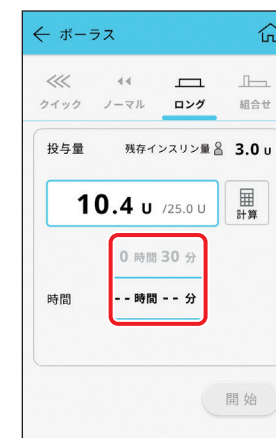 ← ボーラス
クイック ノーマル ロング 組合せ
投与量 残存インスリン量 3.0 U
10.4 U /25.0 U 計算
0 時間 30 分
時間 - - 時間 - - 分
開始